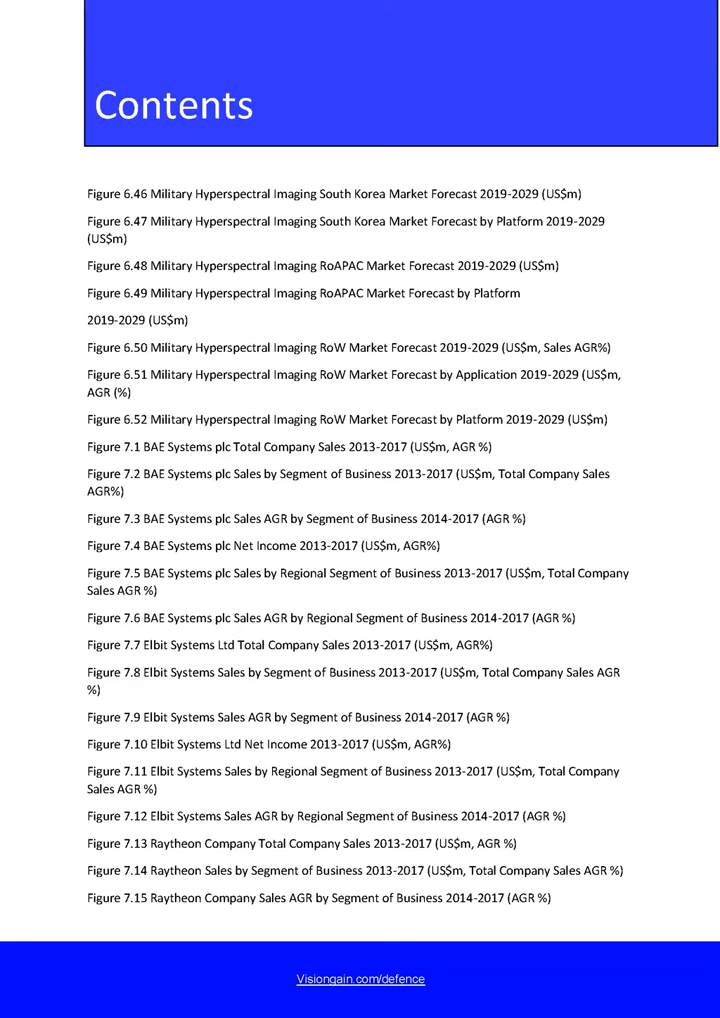 Contents
Figure 6.46 Military Hyperspectral Imaging South Korea Market Forecast 2019-2029 (US$m)
Figure 6.47 Military Hyperspectral Imaging South Korea Market Forecast by Platform 2019-2029
(US$m)
Figure 6.48 Military Hyperspectral Imaging RoAPAC Market Forecast 2019-2029 (US$m)
Figure 6.49 Military Hyperspectral Imaging RoAPAC Market Forecast by Platform
2019-2029 (US$m)
Figure 6.50 Military Hyperspectral Imaging RoW Market Forecast 2019-2029 (US$m, Sales AGR%)
Figure 6.51 Military Hyperspectral Imaging RoW Market Forecast by Application 2019-2029 (US$m,
AGR (%)
Figure 6.52 Military Hyperspectral Imaging RoW Market Forecast by Platform 2019-2029 (US$m)
Figure 7.1 BAE Systems plc Total Company Sales 2013-2017 (US$m, AGR %)
Figure 7.2 BAE Systems plc Sales by Segment of Business 2013-2017 (US$m, Total Company Sales
AGR%)
Figure 7.3 BAE Systems plc Sales AGR by Segment of Business 2014-2017 (AGR %)
Figure 7.4 BAE Systems plc Net Income 2013-2017 (US$m, AGR%)
Figure 7.5 BAE Systems plc Sales by Regional Segment of Business 2013-2017 (US$m, Total Company
Sales AGR %)
Figure 7.6 BAE Systems plc Sales AGR by Regional Segment of Business 2014-2017 (AGR %)
Figure 7.7 Elbit Systems Ltd Total Company Sales 2013-2017 (US$m, AGR%)
Figure 7.8 Elbit Systems Sales by Segment of Business 2013-2017 (US$m, Total Company Sales AGR
%)
Figure 7.9 Elbit Systems Sales AGR by Segment of Business 2014-2017 (AGR %)
Figure 7.10 Elbit Systems Ltd Net Income 2013-2017 (US$m, AGR%)
Figure 7.11 Elbit Systems Sales by Regional Segment of Business 2013-2017 (US$m, Total Company
Sales AGR %)
Figure 7.12 Elbit Systems Sales AGR by Regional Segment of Business 2014-2017 (AGR %)
Figure 7.13 Raytheon Company Total Company Sales 2013-2017 (US$m, AGR %)
Figure 7.14 Raytheon Sales by Segment of Business 2013-2017 (US$m, Total Company Sales AGR %)
Figure 7.15 Raytheon Company Sales AGR by Segment of Business 2014-2017 (AGR %)
Visiongain.com/defence